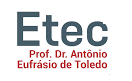 Etec
Prof. Dr. Antônio
Eufrásio de Toledo